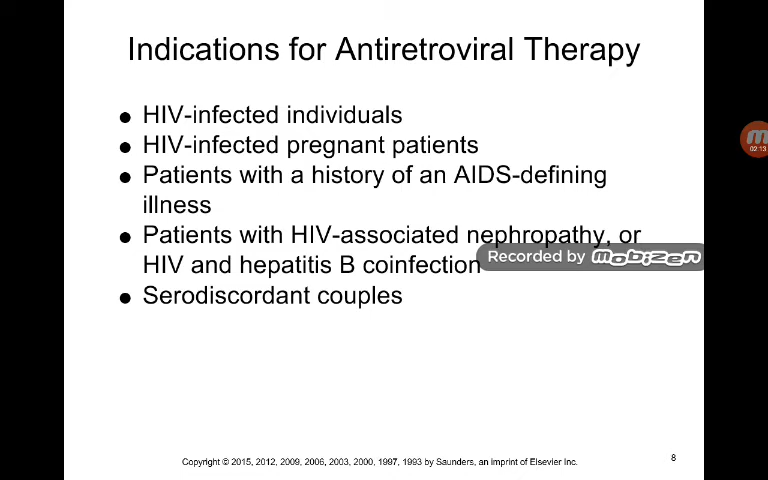 Indications for Antiretroviral Therapy
● HIV-infected individuals
● HIV-infected pregnant patients
● Patients with a history of an AIDS-defining
illness
● Patients with HIV-associated nephropathy, or
HIV and hepatitis B coinfection
Recorded by mobizen
● Serodiscordant couples
m
02:13
Copyright © 2015, 2012, 2009, 2006, 2003, 2000, 1997, 1993 by Saunders, an imprint of Elsevier Inc.
8